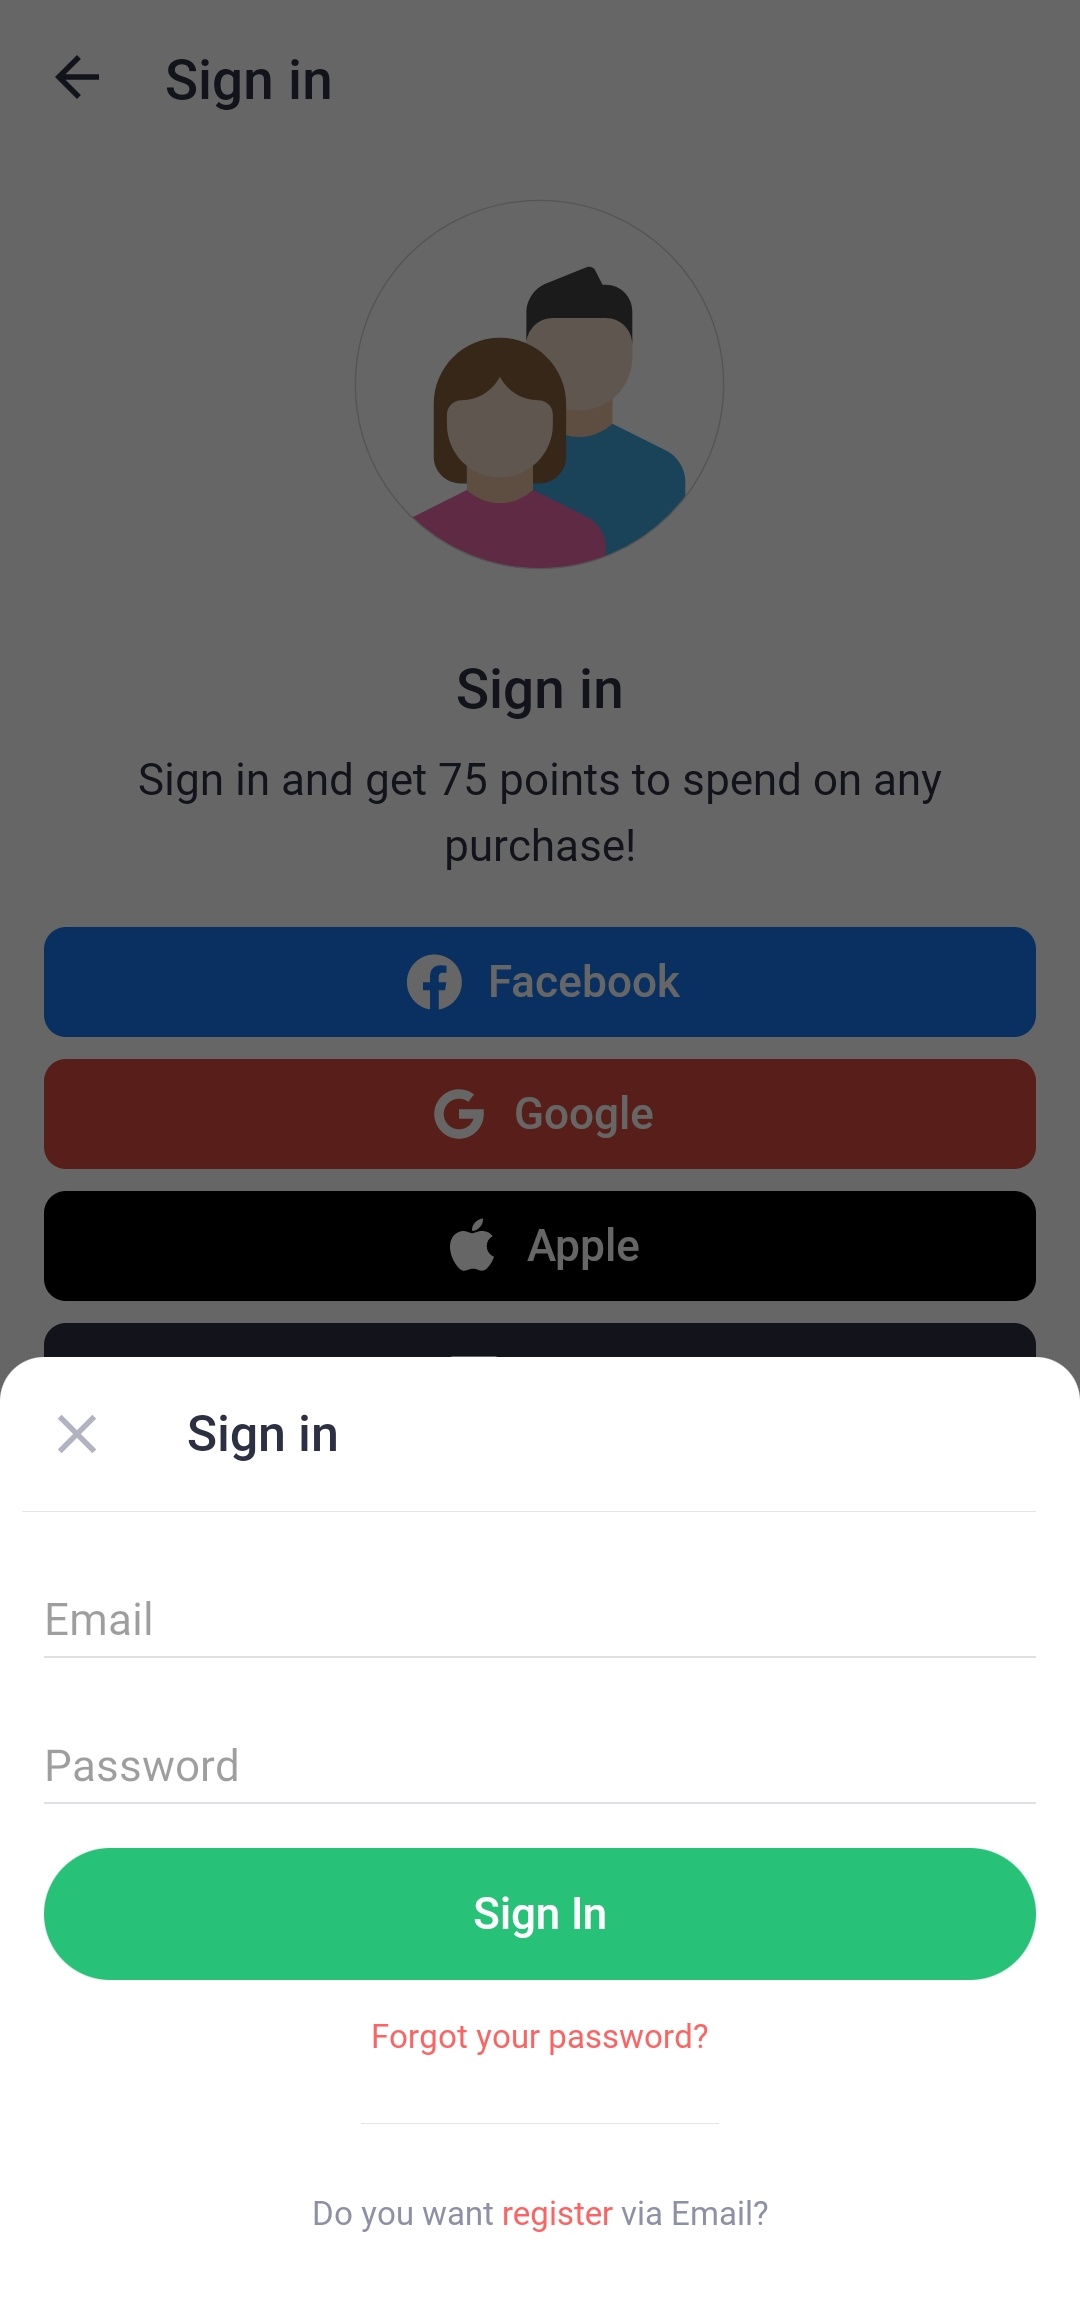 Sign in
Sign in
Sign in and get 75 points to spend on any
purchase!
Facebook
Google
Apple
Sign in
Email
Password
Sign In
Forgot your password?
Do you want register via Email?